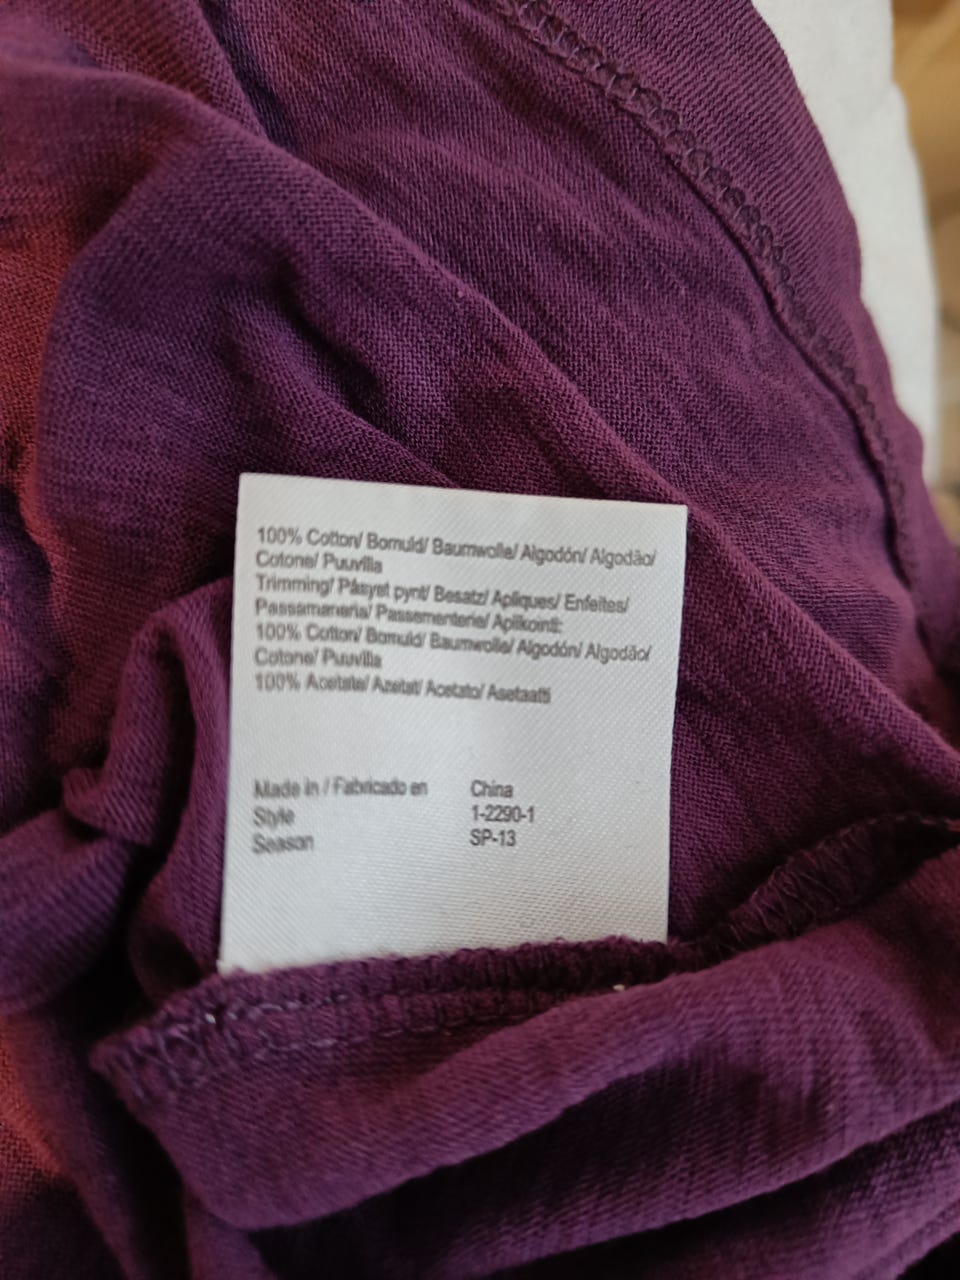 100% Cotton/ Bomuld/ Baumwolle/ Algodón/ Algodão/
Cotone/ Puuvilla
Trimming/ Påsyet pynt/ Besatz/ Apliques/ Enfeites/
Passamaneria/ Passementerie/ Aplikointi:
100% Cotton/ Bomuld/ Baumwolle/ Algodón/ Algodão/
Cotone/ Puuvilla
100% Acetate/ Azetat/ Acetato/ Asetaatti
Made in / Fabricado en China
Style 1-2290-1
Season SP-13